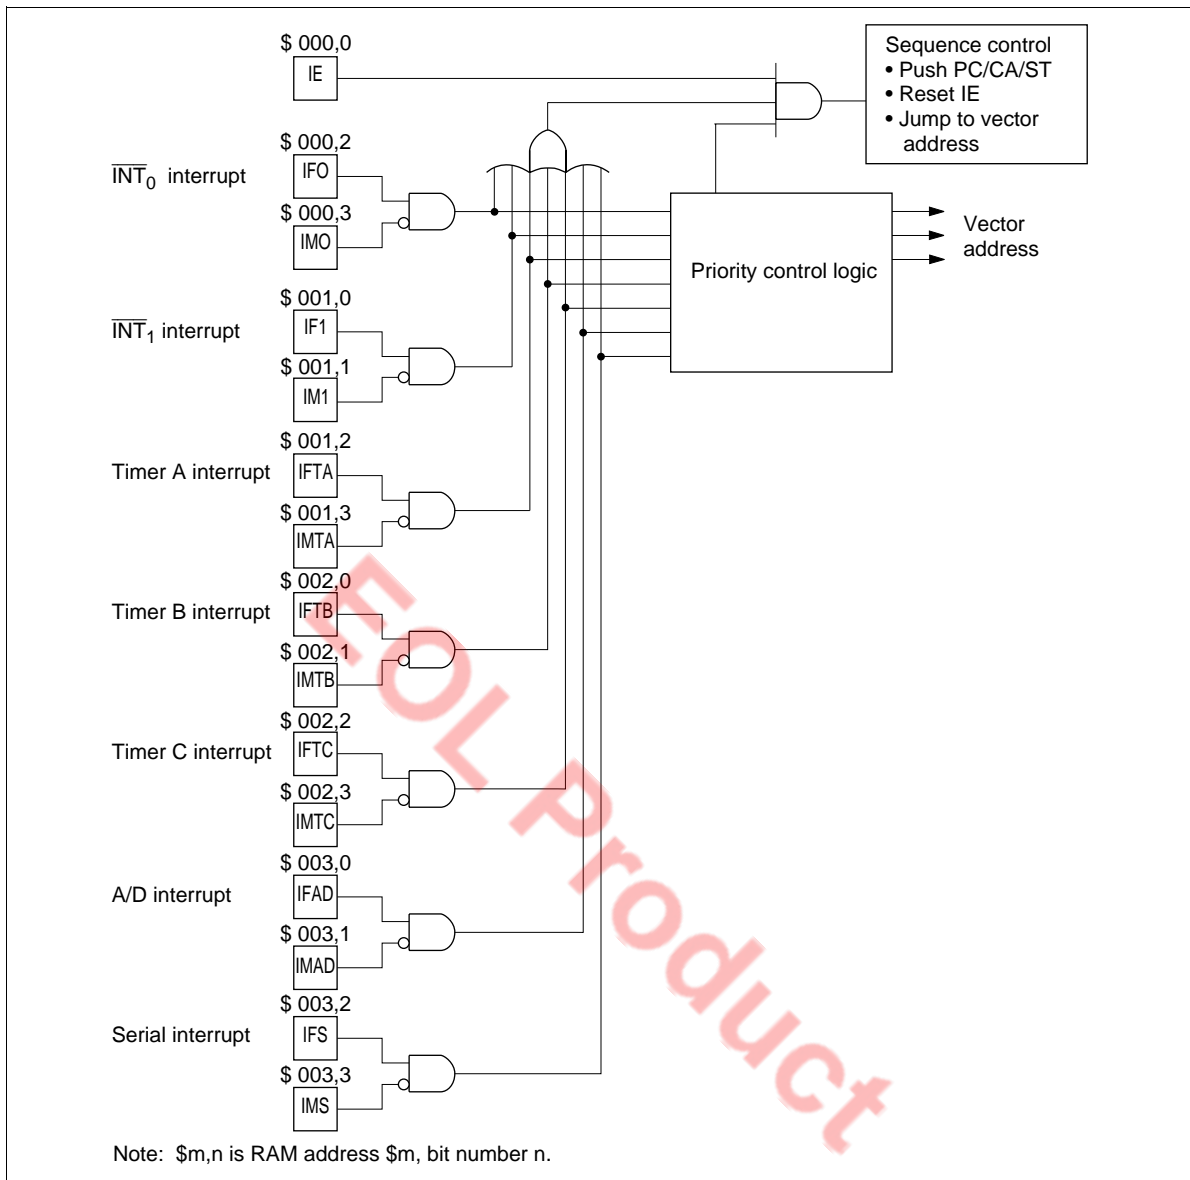 $ 000,0
IE
Sequence control
• Push PC/CA/ST
• Reset IE
• Jump to vector
address
$ 000,2
INT0 interrupt
IFO
$ 000,3
IMO
Priority control logic
Vector
address
$ 001,0
INT1 interrupt
IF1
$ 001,1
IM1
$ 001,2
Timer A interrupt
IFTA
$ 001,3
IMTA
$ 002,0
Timer B interrupt
IFTB
$ 002,1
IMTB
$ 002,2
Timer C interrupt
IFTC
$ 002,3
IMTC
$ 003,0
A/D interrupt
IFAD
$ 003,1
IMAD
$ 003,2
Serial interrupt
IFS
$ 003,3
IMS
EOL Product
Note: $m,n is RAM address $m, bit number n.